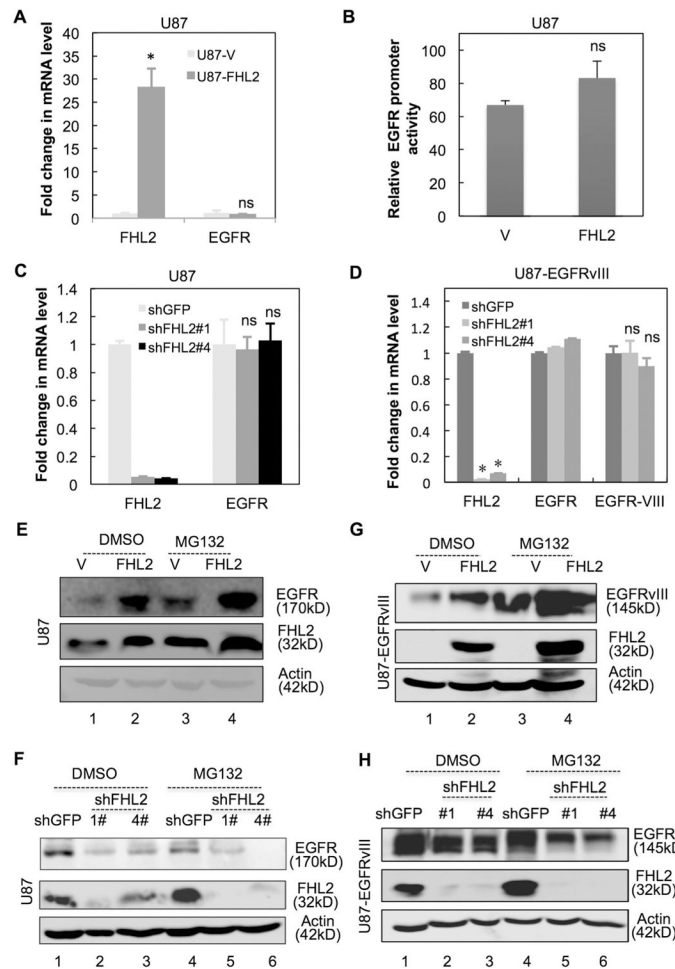 A
U87
Fold change in mRNA level
40
35
30
25
20
15
10
5
0
*
U87-V
U87-FHL2
ns
FHL2 EGFR
B
U87
Relative EGFR promoter activity
100
80
60
40
20
0
ns
V FHL2
C
U87
Fold change in mRNA level
1.4
1.2
1
0.8
0.6
0.4
0.2
0
shGFP
shFHL2#1
shFHL2#4
ns ns
FHL2 EGFR
D
U87-EGFRvIII
Fold change in mRNA level
1.4
1.2
1
0.8
0.6
0.4
0.2
0
shGFP
shFHL2#1
shFHL2#4
* *
ns ns
FHL2 EGFR EGFR-VIII
E
DMSO MG132
V FHL2 V FHL2
U87
EGFR
(170kD)
FHL2
(32kD)
Actin
(42kD)
1 2 3 4
G
DMSO MG132
V FHL2 V FHL2
U87-EGFRvIII
EGFRvIII
(145kD)
FHL2
(32kD)
Actin
(42kD)
1 2 3 4
F
DMSO MG132
shFHL2 shFHL2
shGFP 1# 4# shGFP 1# 4#
U87
EGFR
(170kD)
FHL2
(32kD)
Actin
(42kD)
1 2 3 4 5 6
H
DMSO MG132
shFHL2 shFHL2
shGFP #1 #4 shGFP #1 #4
U87-EGFRvIII
EGFR
(145kD)
FHL2
(32kD)
Actin
(42kD)
1 2 3 4 5 6